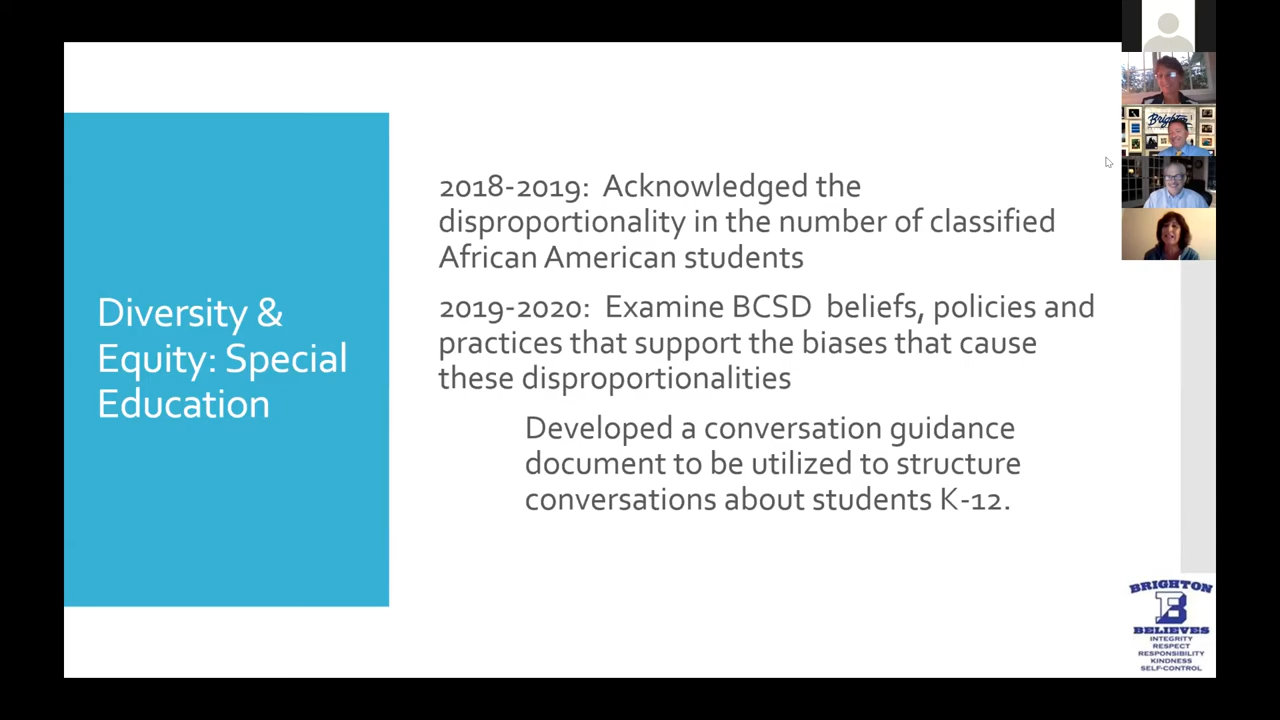 Diversity &
Equity: Special
Education
2018-2019:  Acknowledged the
disproportionality in the number of classified
African American students
2019-2020:  Examine BCSD  beliefs, policies and
practices that support the biases that cause
these disproportionalities
Developed a conversation guidance
document to be utilized to structure
conversations about students K-12.
Brighton
BRIGHTON
B
BELIEVES
INTEGRITY
RESPECT
RESPONSIBILITY
KINDNESS
SELF-CONTROL